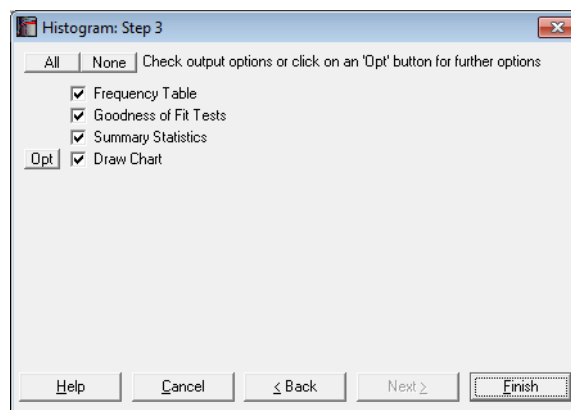 Histogram: Step 3
All None Check output options or click on an 'Opt' button for further options
Frequency Table
Goodness of Fit Tests
Summary Statistics
Opt Draw Chart
Help Cancel < Back Next > Finish